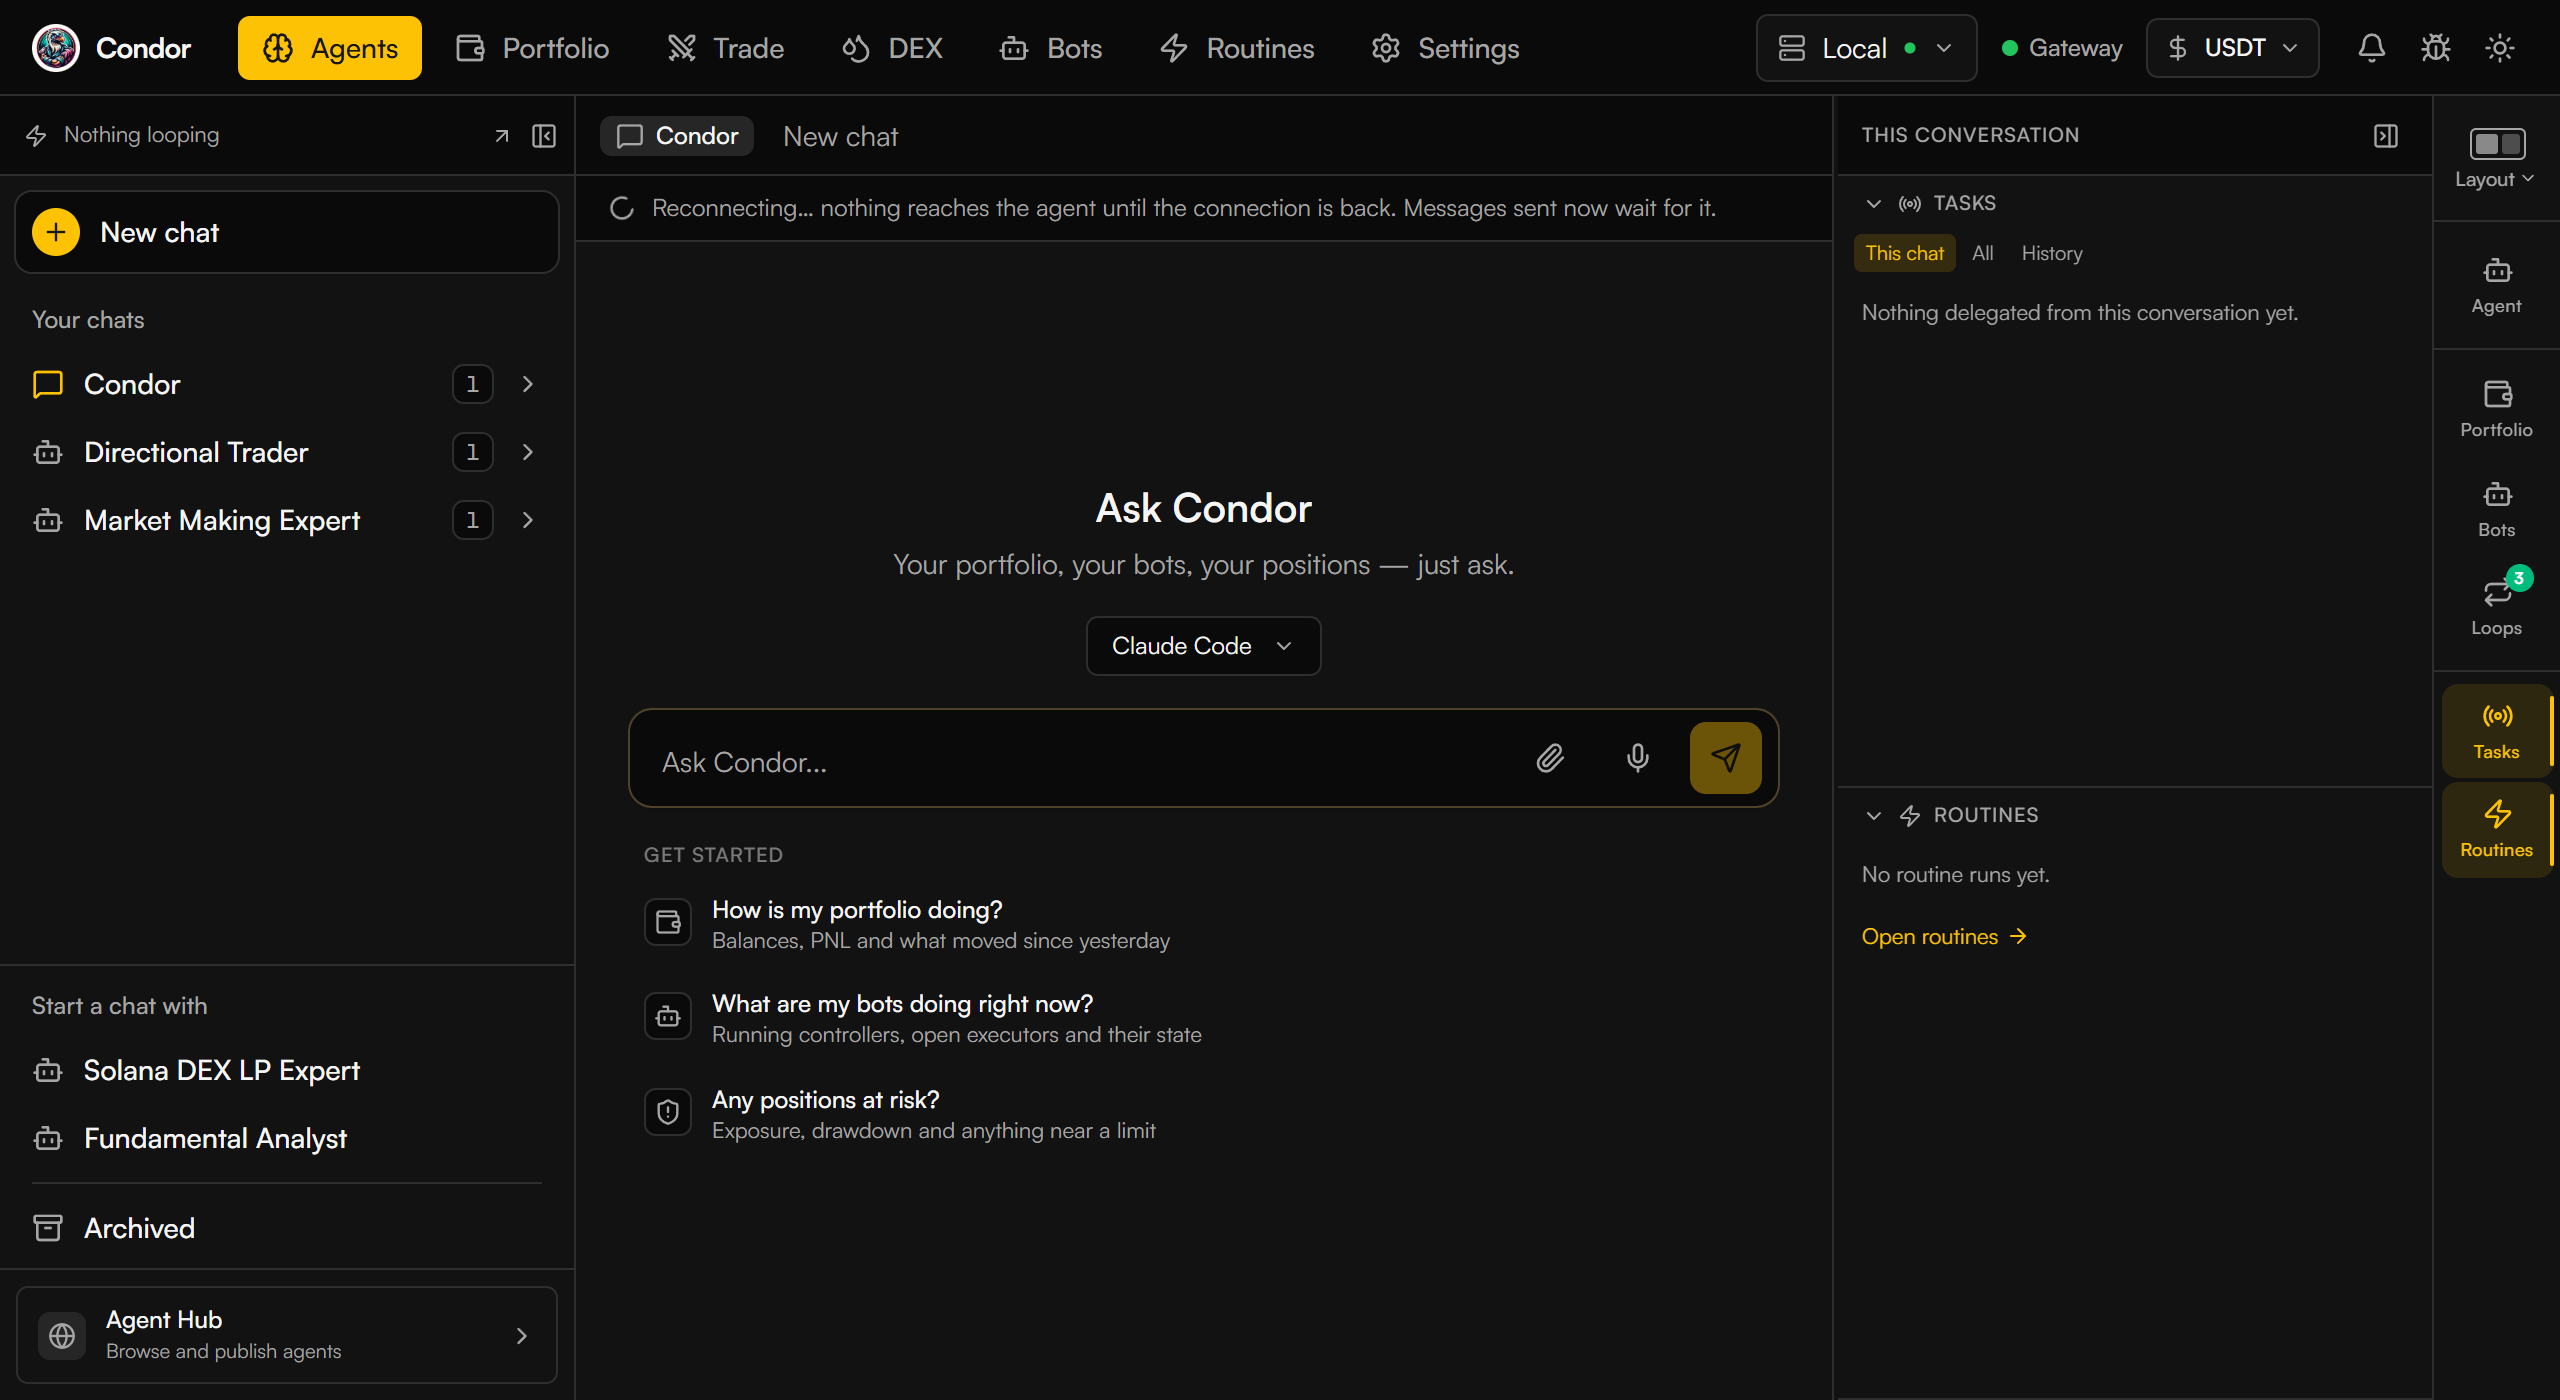 Condor
Agents
Portfolio
Trade
DEX
Bots
Routines
Settings
Local
Gateway
USDT
Nothing looping
New chat
Your chats
Condor 1
Directional Trader 1
Market Making Expert 1
Start a chat with
Solana DEX LP Expert
Fundamental Analyst
Archived
Agent Hub
Browse and publish agents
Condor New chat
Reconnecting... nothing reaches the agent until the connection is back. Messages sent now wait for it.
Ask Condor
Your portfolio, your bots, your positions — just ask.
Claude Code
Ask Condor...
GET STARTED
How is my portfolio doing?
Balances, PNL and what moved since yesterday
What are my bots doing right now?
Running controllers, open executors and their state
Any positions at risk?
Exposure, drawdown and anything near a limit
THIS CONVERSATION
TASKS
This chat All History
Nothing delegated from this conversation yet.
ROUTINES
No routine runs yet.
Open routines →
Layout
Agent
Portfolio
Bots
3
Loops
Tasks
Routines